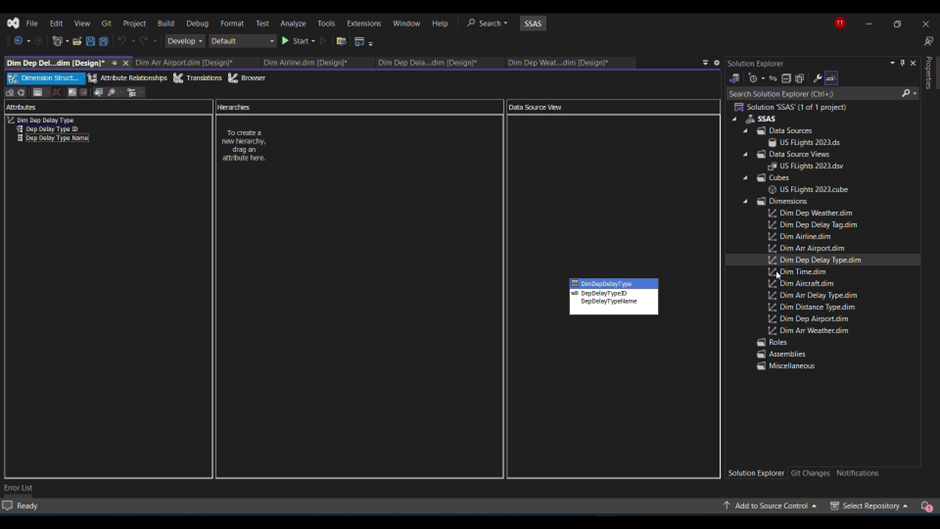 File Edit View Git Project Build Debug Format Test Analyze Tools Extensions Window Help Search SSAS TT
Develop Default Start
Dim Dep Del....dim [Design]* Dim Arr Airport.dim [Design]* Dim Airline.dim [Design]* Dim Dep Dela....dim [Design]* Dim Dep Weat....dim [Design]* Solution Explorer
Dimension Struct... Attribute Relationships Translations Browser
Search Solution Explorer (Ctrl+;)
Attributes Hierarchies Data Source View
Dim Dep Delay Type
Dep Delay Type ID
Dep Delay Type Name
To create a
new hierarchy,
drag an
attribute here.
DimDepDelayType
DepDelayTypeID
DepDelayTypeName
Solution 'SSAS' (1 of 1 project)
SSAS
Data Sources
US FLights 2023.ds
Data Source Views
US FLights 2023.dsv
Cubes
US FLights 2023.cube
Dimensions
Dim Dep Weather.dim
Dim Dep Delay Tag.dim
Dim Airline.dim
Dim Arr Airport.dim
Dim Dep Delay Type.dim
Dim Time.dim
Dim Aircraft.dim
Dim Arr Delay Type.dim
Dim Distance Type.dim
Dim Dep Airport.dim
Dim Arr Weather.dim
Roles
Assemblies
Miscellaneous
Properties
Solution Explorer Git Changes Notifications
Error List
Ready Add to Source Control Select Repository